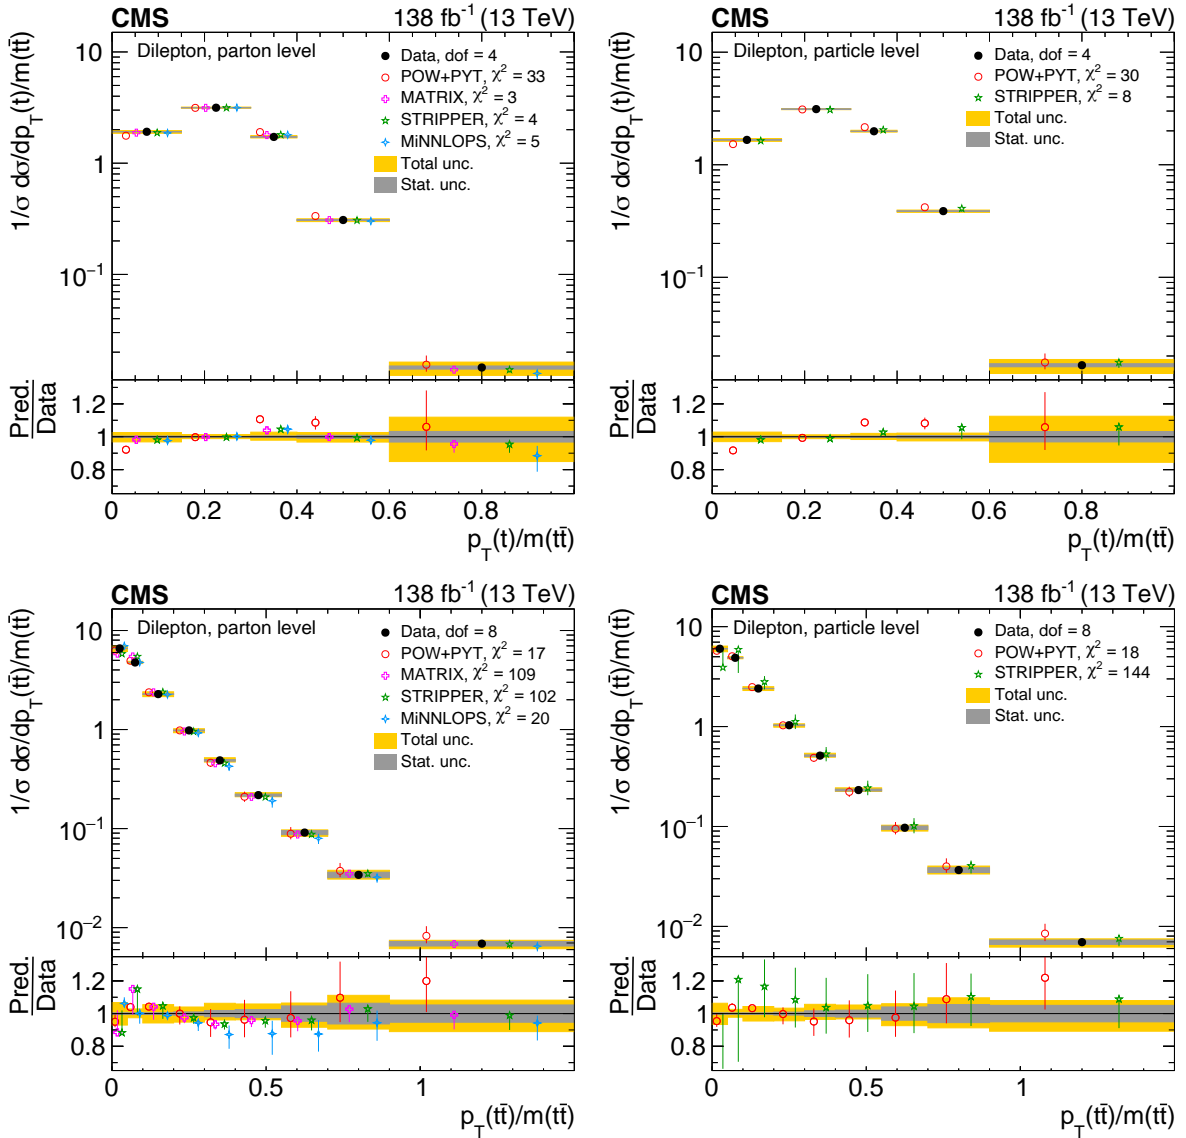 CMS 138 fb⁻¹ (13 TeV)
1/σ dσ/dp_T(t)/m(tt̄)
Dilepton, parton level
Data, dof = 4
POW+PYT, χ² = 33
MATRIX, χ² = 3
STRIPPER, χ² = 4
MiNNLOPS, χ² = 5
Total unc.
Stat. unc.
10
1
10⁻¹
Pred.
Data
1.2
1
0.8
0 0.2 0.4 0.6 0.8
p_T(t)/m(tt̄)
CMS 138 fb⁻¹ (13 TeV)
1/σ dσ/dp_T(t)/m(tt̄)
Dilepton, particle level
Data, dof = 4
POW+PYT, χ² = 30
STRIPPER, χ² = 8
Total unc.
Stat. unc.
10
1
10⁻¹
Pred.
Data
1.2
1
0.8
0 0.2 0.4 0.6 0.8
p_T(t)/m(tt̄)
CMS 138 fb⁻¹ (13 TeV)
1/σ dσ/dp_T(tt̄)/m(tt̄)
Dilepton, parton level
Data, dof = 8
POW+PYT, χ² = 17
MATRIX, χ² = 109
STRIPPER, χ² = 102
MiNNLOPS, χ² = 20
Total unc.
Stat. unc.
10
1
10⁻¹
10⁻²
Pred.
Data
1.2
1
0.8
0 0.5 1
p_T(tt̄)/m(tt̄)
CMS 138 fb⁻¹ (13 TeV)
1/σ dσ/dp_T(tt̄)/m(tt̄)
Dilepton, particle level
Data, dof = 8
POW+PYT, χ² = 18
STRIPPER, χ² = 144
Total unc.
Stat. unc.
10
1
10⁻¹
10⁻²
Pred.
Data
1.2
1
0.8
0 0.5 1
p_T(tt̄)/m(tt̄)